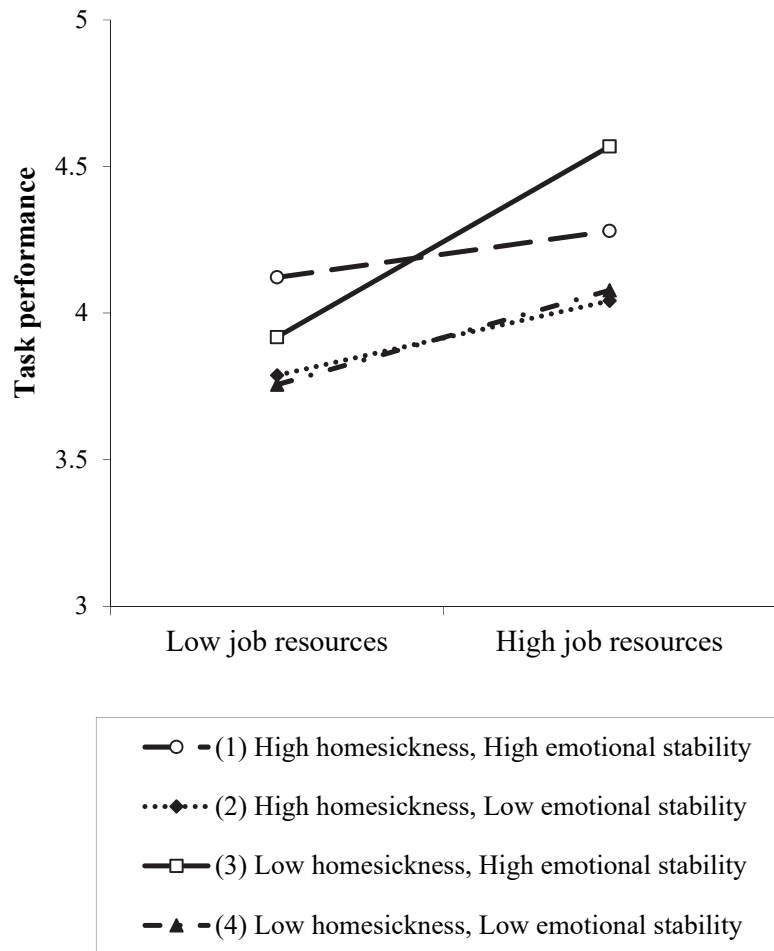 5
4.5
4
3.5
3
Task performance
Low job resources High job resources
(1) High homesickness, High emotional stability
(2) High homesickness, Low emotional stability
(3) Low homesickness, High emotional stability
(4) Low homesickness, Low emotional stability